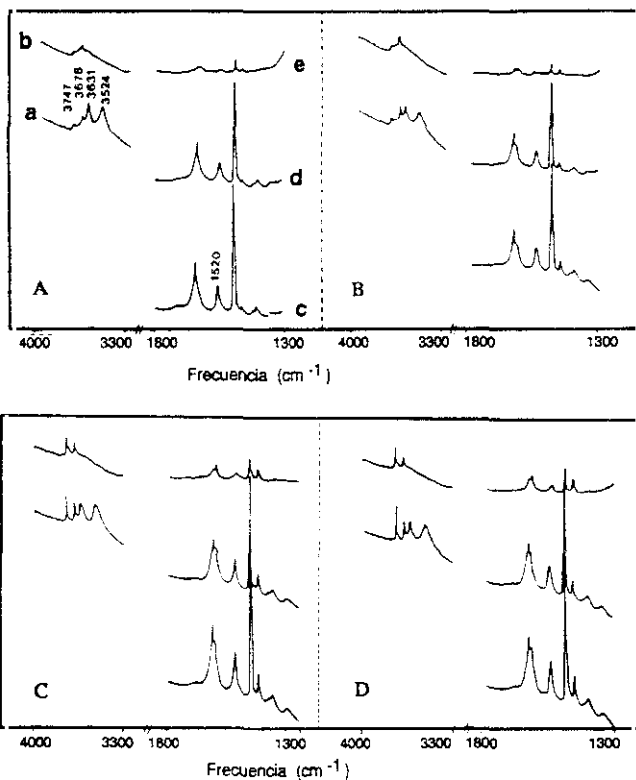 b
e
3747
3678
3631
3524
a
d
1520
A
c
B
4000 3300 1800 1300
4000 3300 1800 1300
Frecuencia (cm -1)
C
D
4000 3300 1800 1300
4000 3300 1800 1300
Frecuencia (cm -1)